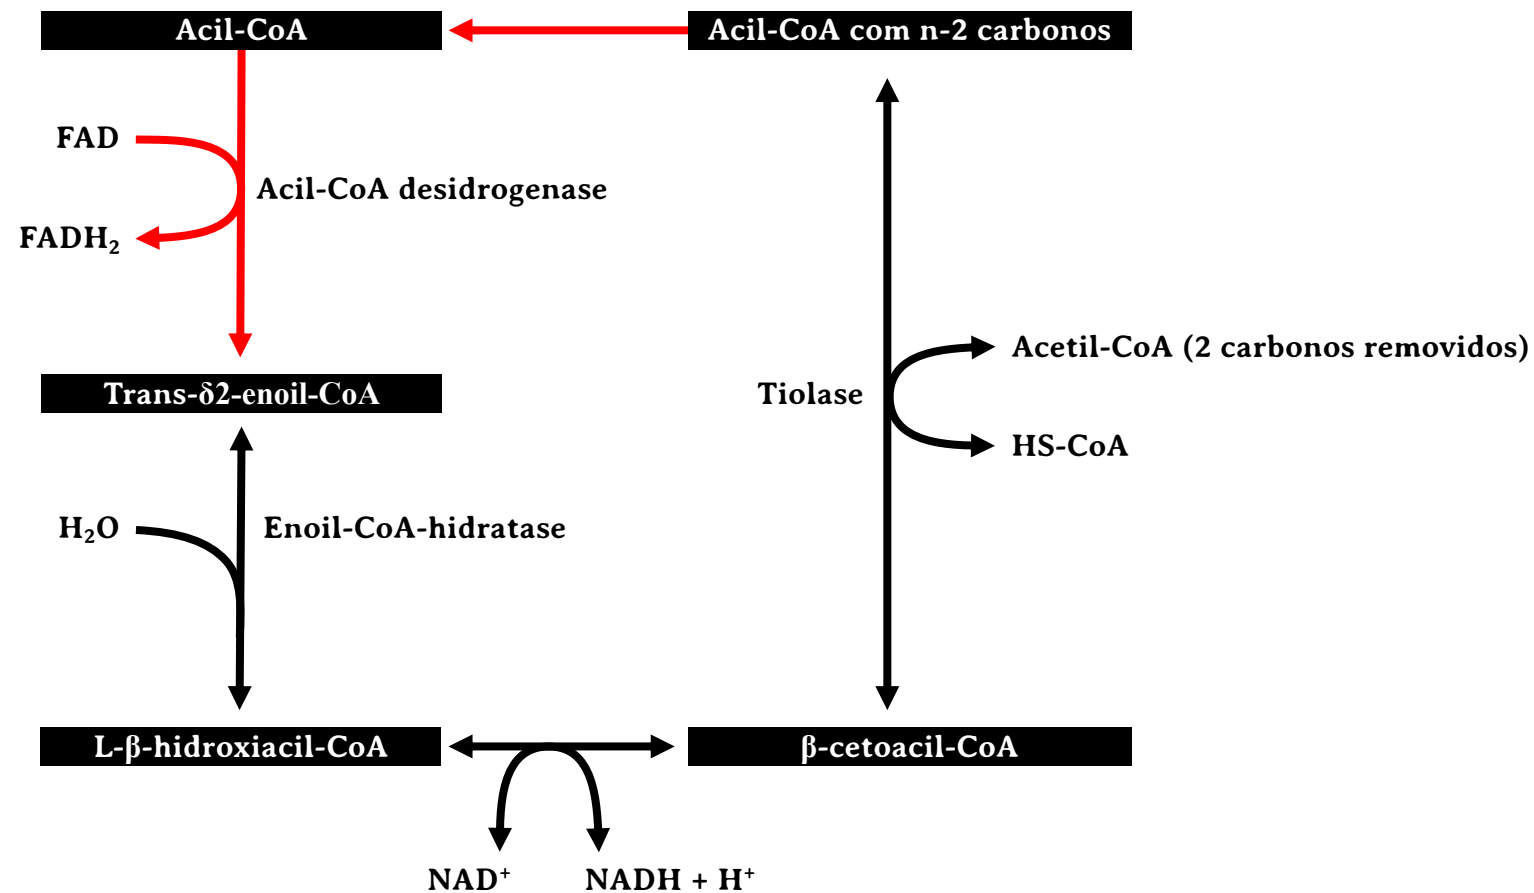 Acil-CoA
Acil-CoA com n-2 carbonos
FAD
Acil-CoA desidrogenase
FADH₂
Acetil-CoA (2 carbonos removidos)
Trans-δ2-enoil-CoA
Tiolase
HS-CoA
H₂O
Enoil-CoA-hidratase
L-β-hidroxiacil-CoA
β-cetoacil-CoA
NAD⁺
NADH + H⁺